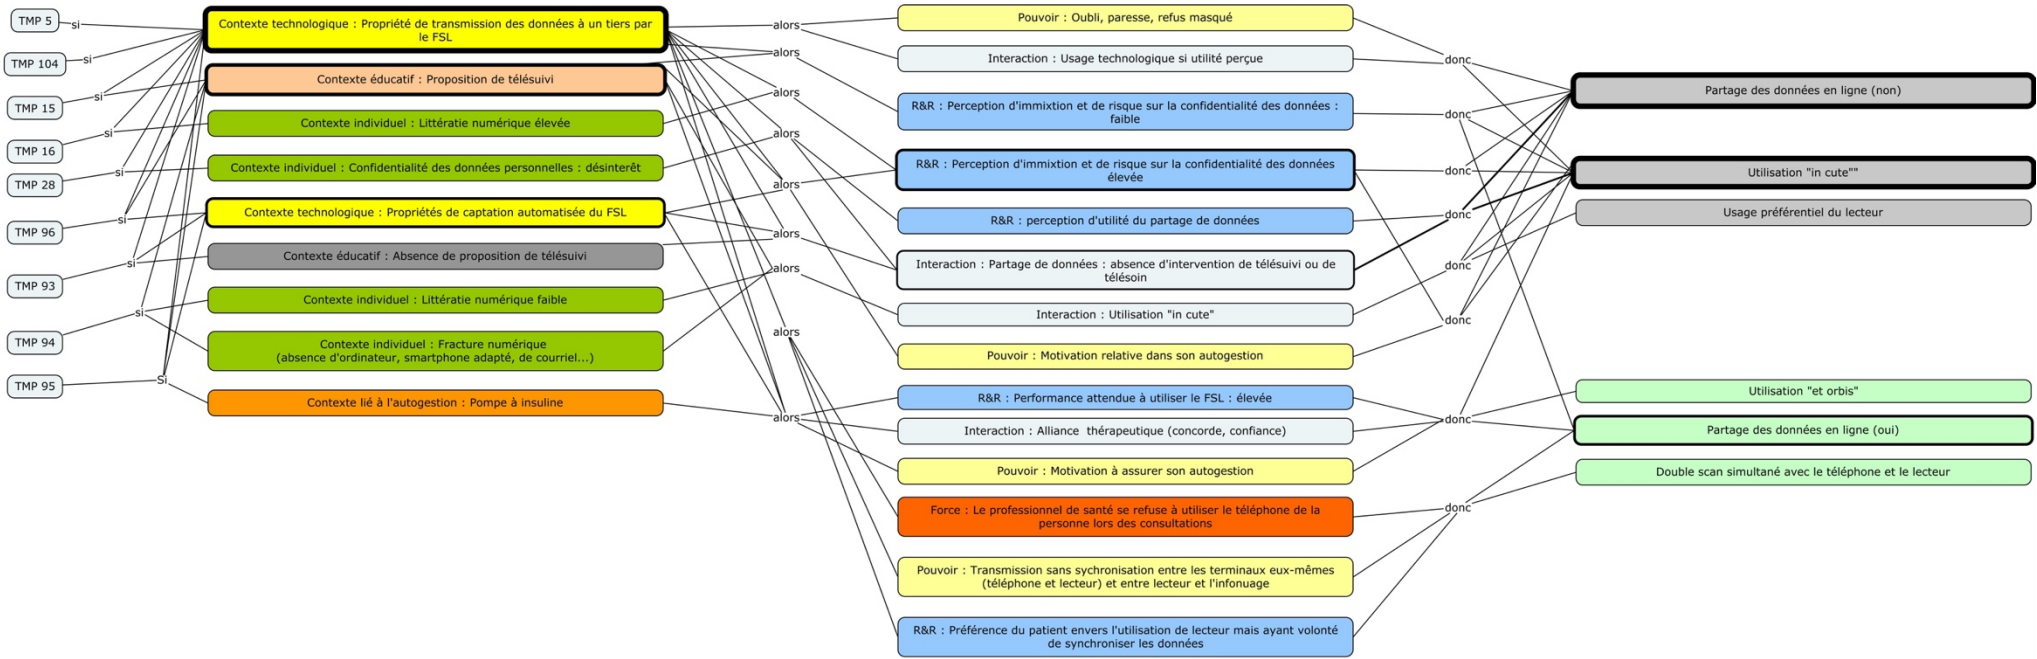 TMP 5
TMP 104
TMP 15
TMP 16
TMP 28
TMP 96
TMP 93
TMP 94
TMP 95
si
si
si
si
si
si
si
si
Si
Contexte technologique : Propriété de transmission des données à un tiers par
le FSL
Contexte éducatif : Proposition de télésuivi
Contexte individuel : Littératie numérique élevée
Contexte individuel : Confidentialité des données personnelles : désinterêt
Contexte technologique : Propriétés de captation automatisée du FSL
Contexte éducatif : Absence de proposition de télésuivi
Contexte individuel : Littératie numérique faible
Contexte individuel : Fracture numérique
(absence d'ordinateur, smartphone adapté, de courriel...)
Contexte lié à l'autogestion : Pompe à insuline
alors
alors
alors
alors
alors
alors
alors
alors
alors
Pouvoir : Oubli, paresse, refus masqué
Interaction : Usage technologique si utilité perçue
R&R : Perception d'immixtion et de risque sur la confidentialité des données :
faible
R&R : Perception d'immixtion et de risque sur la confidentialité des données
élevée
R&R : perception d'utilité du partage de données
Interaction : Partage de données : absence d'intervention de télésuivi ou de
télésoin
Interaction : Utilisation "in cute"
Pouvoir : Motivation relative dans son autogestion
R&R : Performance attendue à utiliser le FSL : élevée
Interaction : Alliance thérapeutique (concorde, confiance)
Pouvoir : Motivation à assurer son autogestion
Force : Le professionnel de santé se refuse à utiliser le téléphone de la
personne lors des consultations
Pouvoir : Transmission sans sychronisation entre les terminaux eux-mêmes
(téléphone et lecteur) et entre lecteur et l'infonuage
R&R : Préférence du patient envers l'utilisation de lecteur mais ayant volonté
de synchroniser les données
donc
donc
donc
donc
donc
donc
donc
donc
Partage des données en ligne (non)
Utilisation "in cute""
Usage préférentiel du lecteur
Utilisation "et orbis"
Partage des données en ligne (oui)
Double scan simultané avec le téléphone et le lecteur